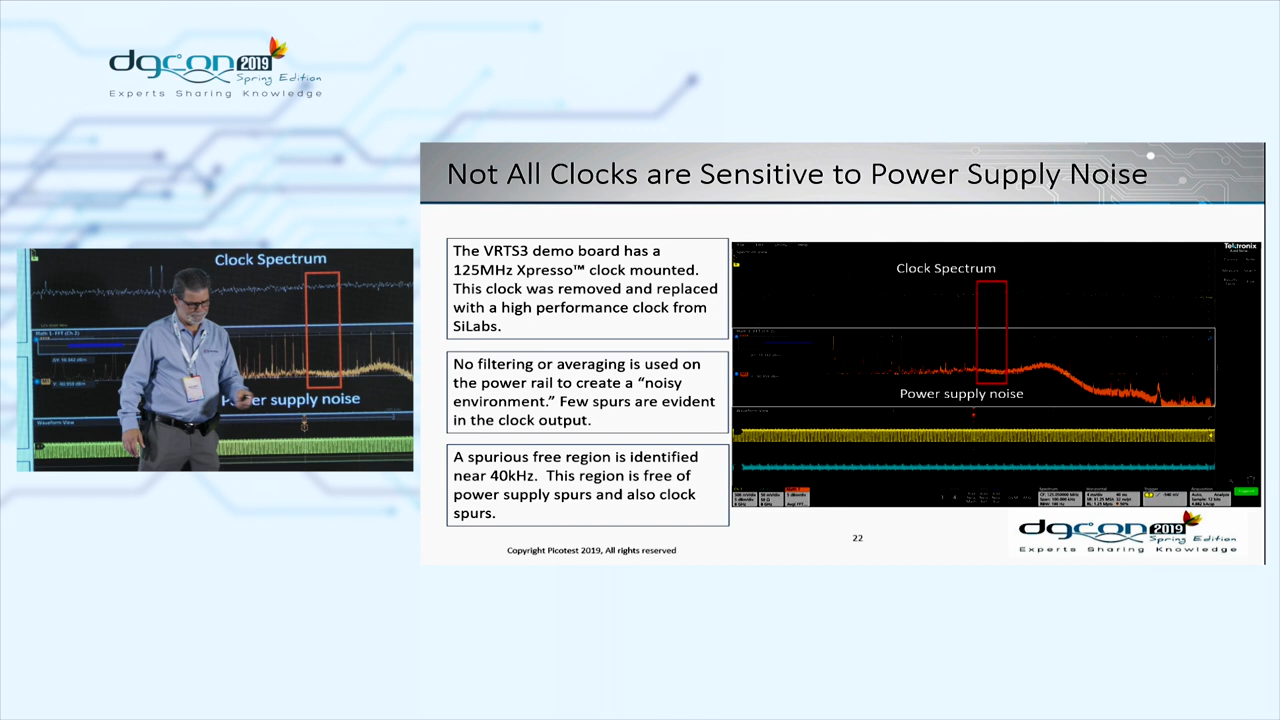 dgcon 2019
Spring Edition
Experts Sharing Knowledge
Not All Clocks are Sensitive to Power Supply Noise
The VRTS3 demo board has a
125MHz Xpresso™ clock mounted.
This clock was removed and replaced
with a high performance clock from
SiLabs.
No filtering or averaging is used on
the power rail to create a “noisy
environment.” Few spurs are evident
in the clock output.
A spurious free region is identified
near 40kHz.  This region is free of
power supply spurs and also clock
spurs.
Tektronix
Clock Spectrum
Power supply noise
Waveform View
Clock Spectrum
Power supply noise
Waveform View
Copyright Picotest 2019, All rights reserved
22
dgcon 2019
Spring Edition
Experts Sharing Knowledge